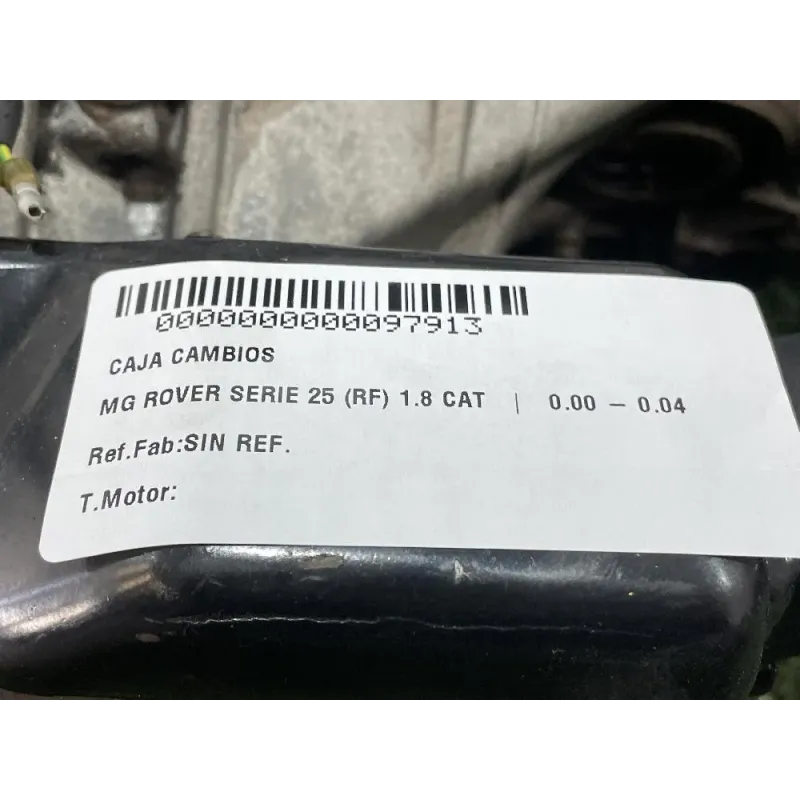 0000000000097913
CAJA CAMBIOS
MG ROVER SERIE 25 (RF) 1.8 CAT | 0.00 – 0.04
Ref.Fab:SIN REF.
T.Motor: